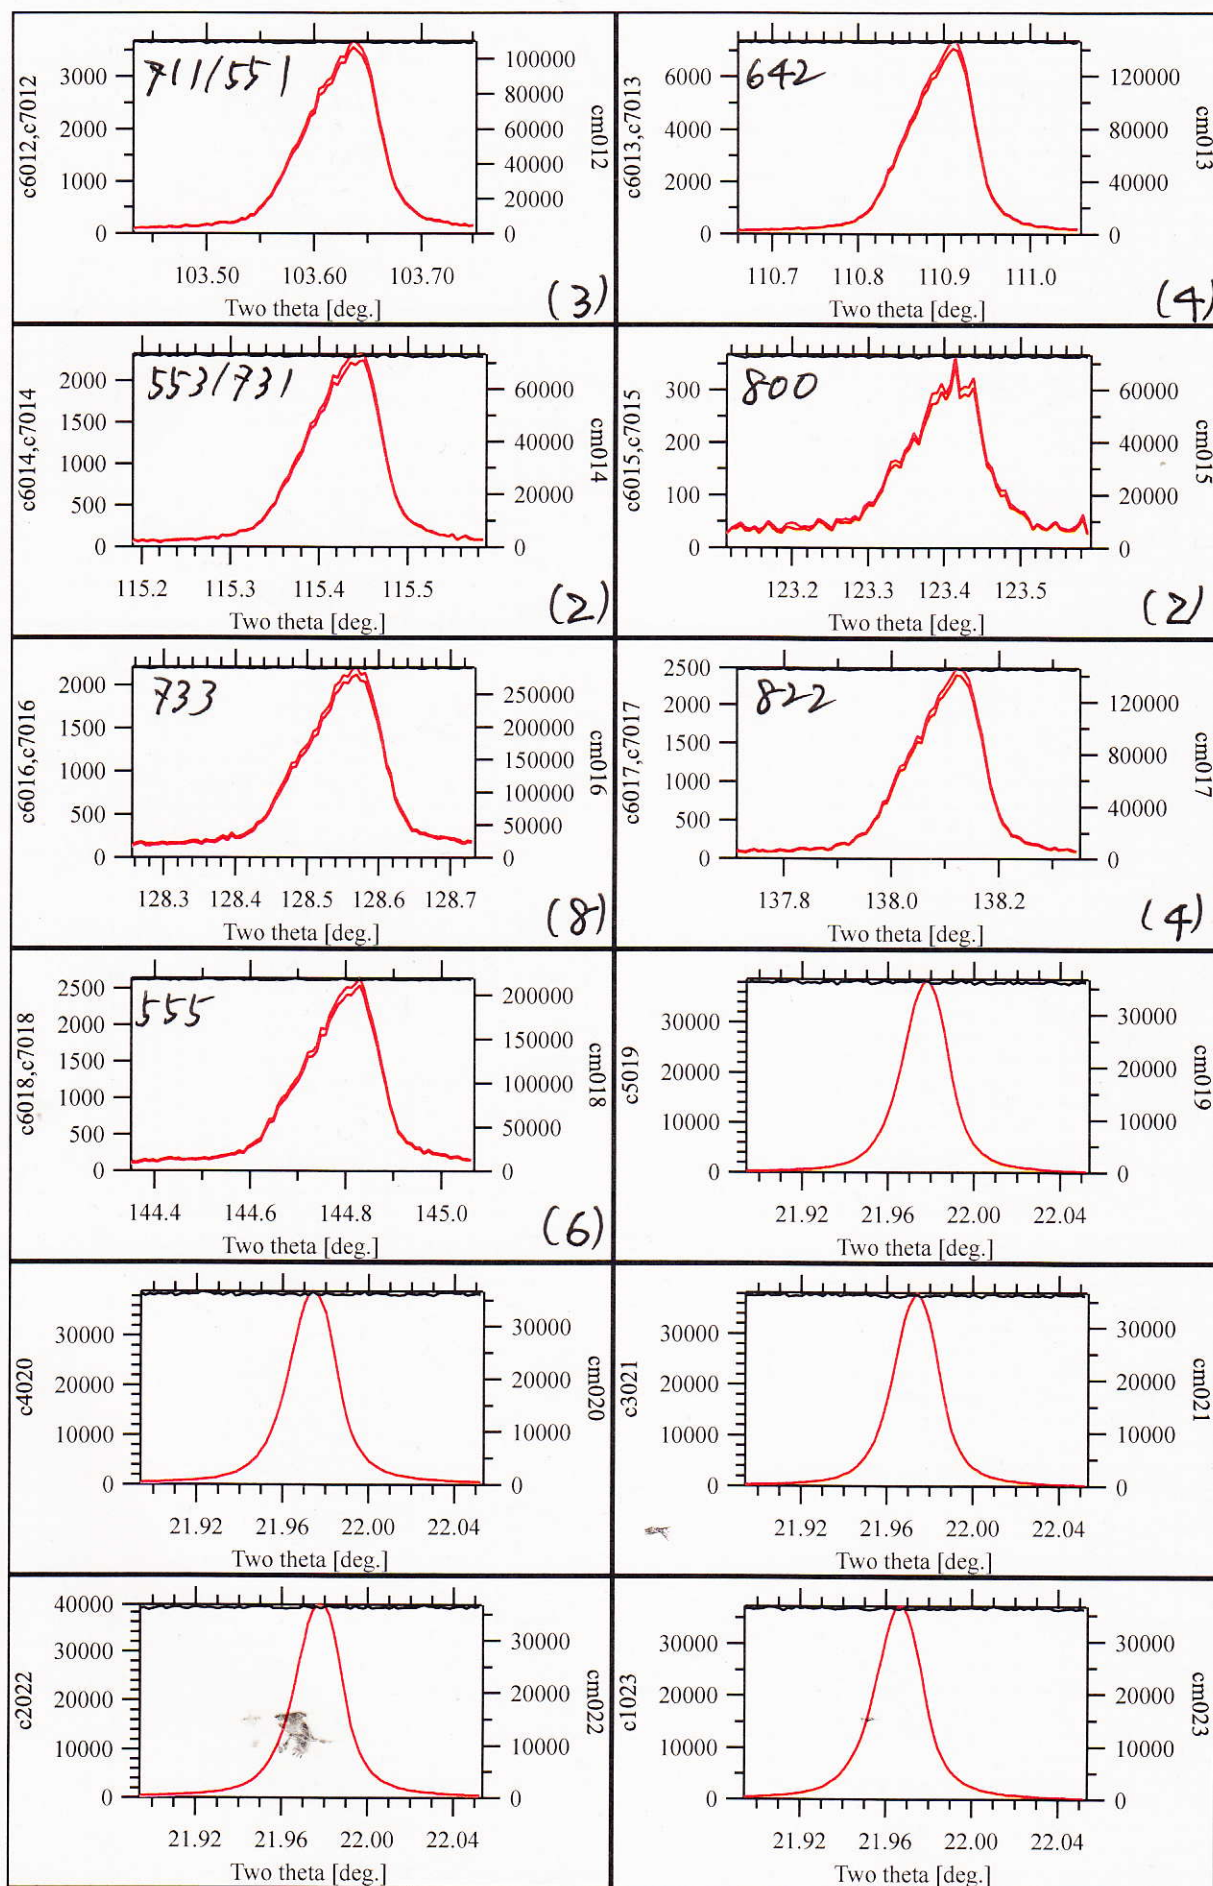 711/551
c6012,c7012
3000
2000
1000
0
100000
80000
60000
40000
20000
0
cm012
103.50 103.60 103.70
Two theta [deg.]
(3)
642
c6013,c7013
6000
4000
2000
0
120000
80000
40000
0
cm013
110.7 110.8 110.9 111.0
Two theta [deg.]
(4)
553/731
c6014,c7014
2000
1500
1000
500
0
60000
40000
20000
0
cm014
115.2 115.3 115.4 115.5
Two theta [deg.]
(2)
800
c6015,c7015
300
200
100
0
60000
40000
20000
0
cm015
123.2 123.3 123.4 123.5
Two theta [deg.]
(2)
733
c6016,c7016
2000
1500
1000
500
0
250000
200000
150000
100000
50000
0
cm016
128.3 128.4 128.5 128.6 128.7
Two theta [deg.]
(8)
822
c6017,c7017
2500
2000
1500
1000
500
0
120000
80000
40000
0
cm017
137.8 138.0 138.2
Two theta [deg.]
(4)
555
c6018,c7018
2500
2000
1500
1000
500
0
200000
150000
100000
50000
0
cm018
144.4 144.6 144.8 145.0
Two theta [deg.]
(6)
c5019
30000
20000
10000
0
30000
20000
10000
0
cm019
21.92 21.96 22.00 22.04
Two theta [deg.]
c4020
30000
20000
10000
0
30000
20000
10000
0
cm020
21.92 21.96 22.00 22.04
Two theta [deg.]
c3021
30000
20000
10000
0
30000
20000
10000
0
cm021
21.92 21.96 22.00 22.04
Two theta [deg.]
c2022
40000
30000
20000
10000
0
30000
20000
10000
0
cm022
21.92 21.96 22.00 22.04
Two theta [deg.]
c1023
30000
20000
10000
0
30000
20000
10000
0
cm023
21.92 21.96 22.00 22.04
Two theta [deg.]